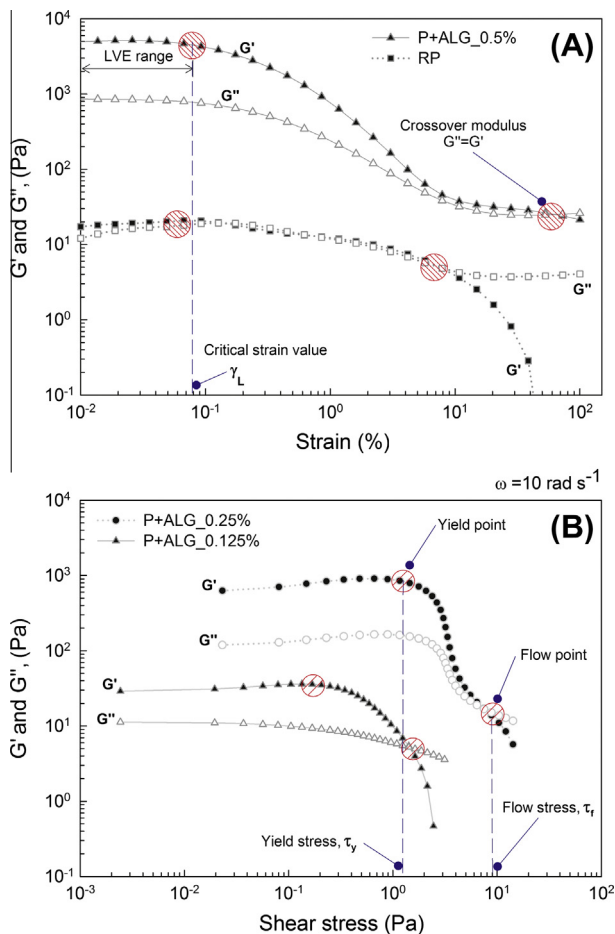 10⁵
P+ALG_0.5%
RP
(A)
G'
LVE range
10⁴
G"
10³
Crossover modulus
G"=G'
10²
10¹
G"
10⁰
Critical strain value
γL
G'
10⁻¹
10⁻² 10⁻¹ 10⁰ 10¹ 10²
Strain (%)
G' and G", (Pa)
ω =10 rad s⁻¹
10⁴
P+ALG_0.25%
P+ALG_0.125%
Yield point
(B)
10³
G'
G"
10²
Flow point
G'
G"
10¹
10⁰
Yield stress, τy
Flow stress, τf
10⁻¹
10⁻³ 10⁻² 10⁻¹ 10⁰ 10¹ 10²
Shear stress (Pa)
G' and G", (Pa)